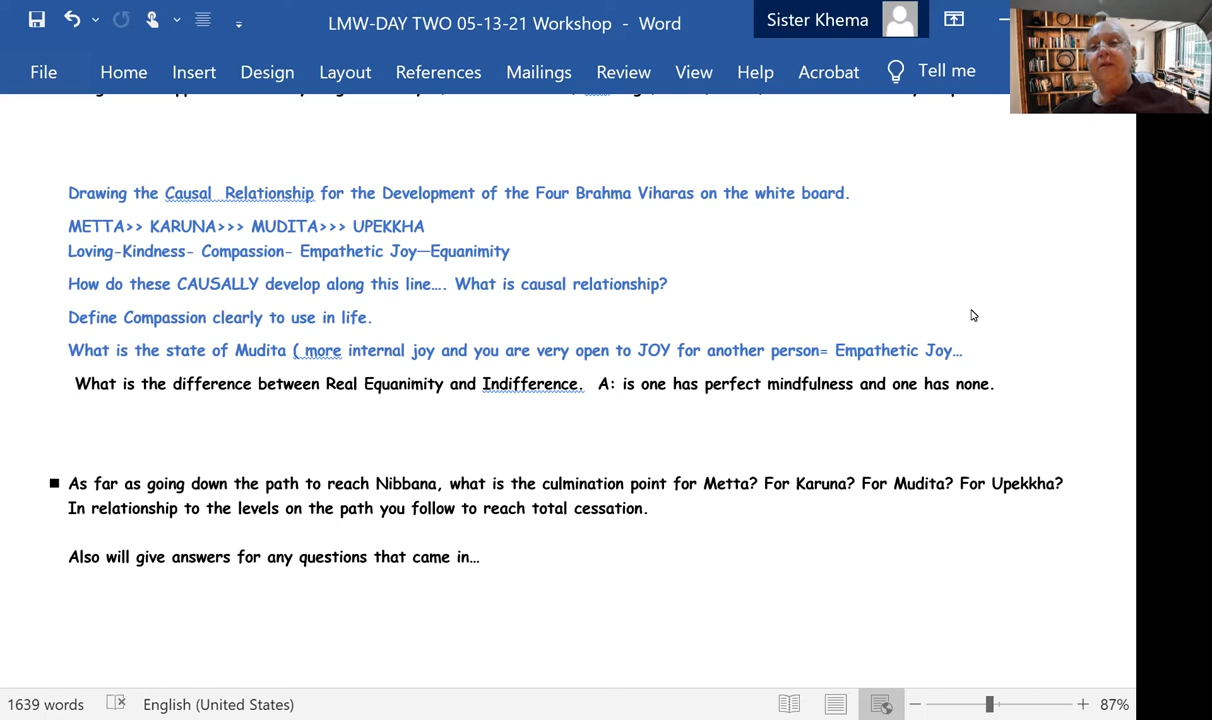 LMW-DAY TWO 05-13-21 Workshop - Word
Sister Khema
File Home Insert Design Layout References Mailings Review View Help Acrobat Tell me
Drawing the Causal Relationship for the Development of the Four Brahma Viharas on the white board.
METTA>> KARUNA>>> MUDITA>>> UPEKKHA
Loving-Kindness- Compassion- Empathetic Joy—Equanimity
How do these CAUSALLY develop along this line…. What is causal relationship?
Define Compassion clearly to use in life.
What is the state of Mudita ( more internal joy and you are very open to JOY for another person= Empathetic Joy…
What is the difference between Real Equanimity and Indifference. A: is one has perfect mindfulness and one has none.
■ As far as going down the path to reach Nibbana, what is the culmination point for Metta? For Karuna? For Mudita? For Upekkha?
In relationship to the levels on the path you follow to reach total cessation.
Also will give answers for any questions that came in…
1639 words English (United States) 87%